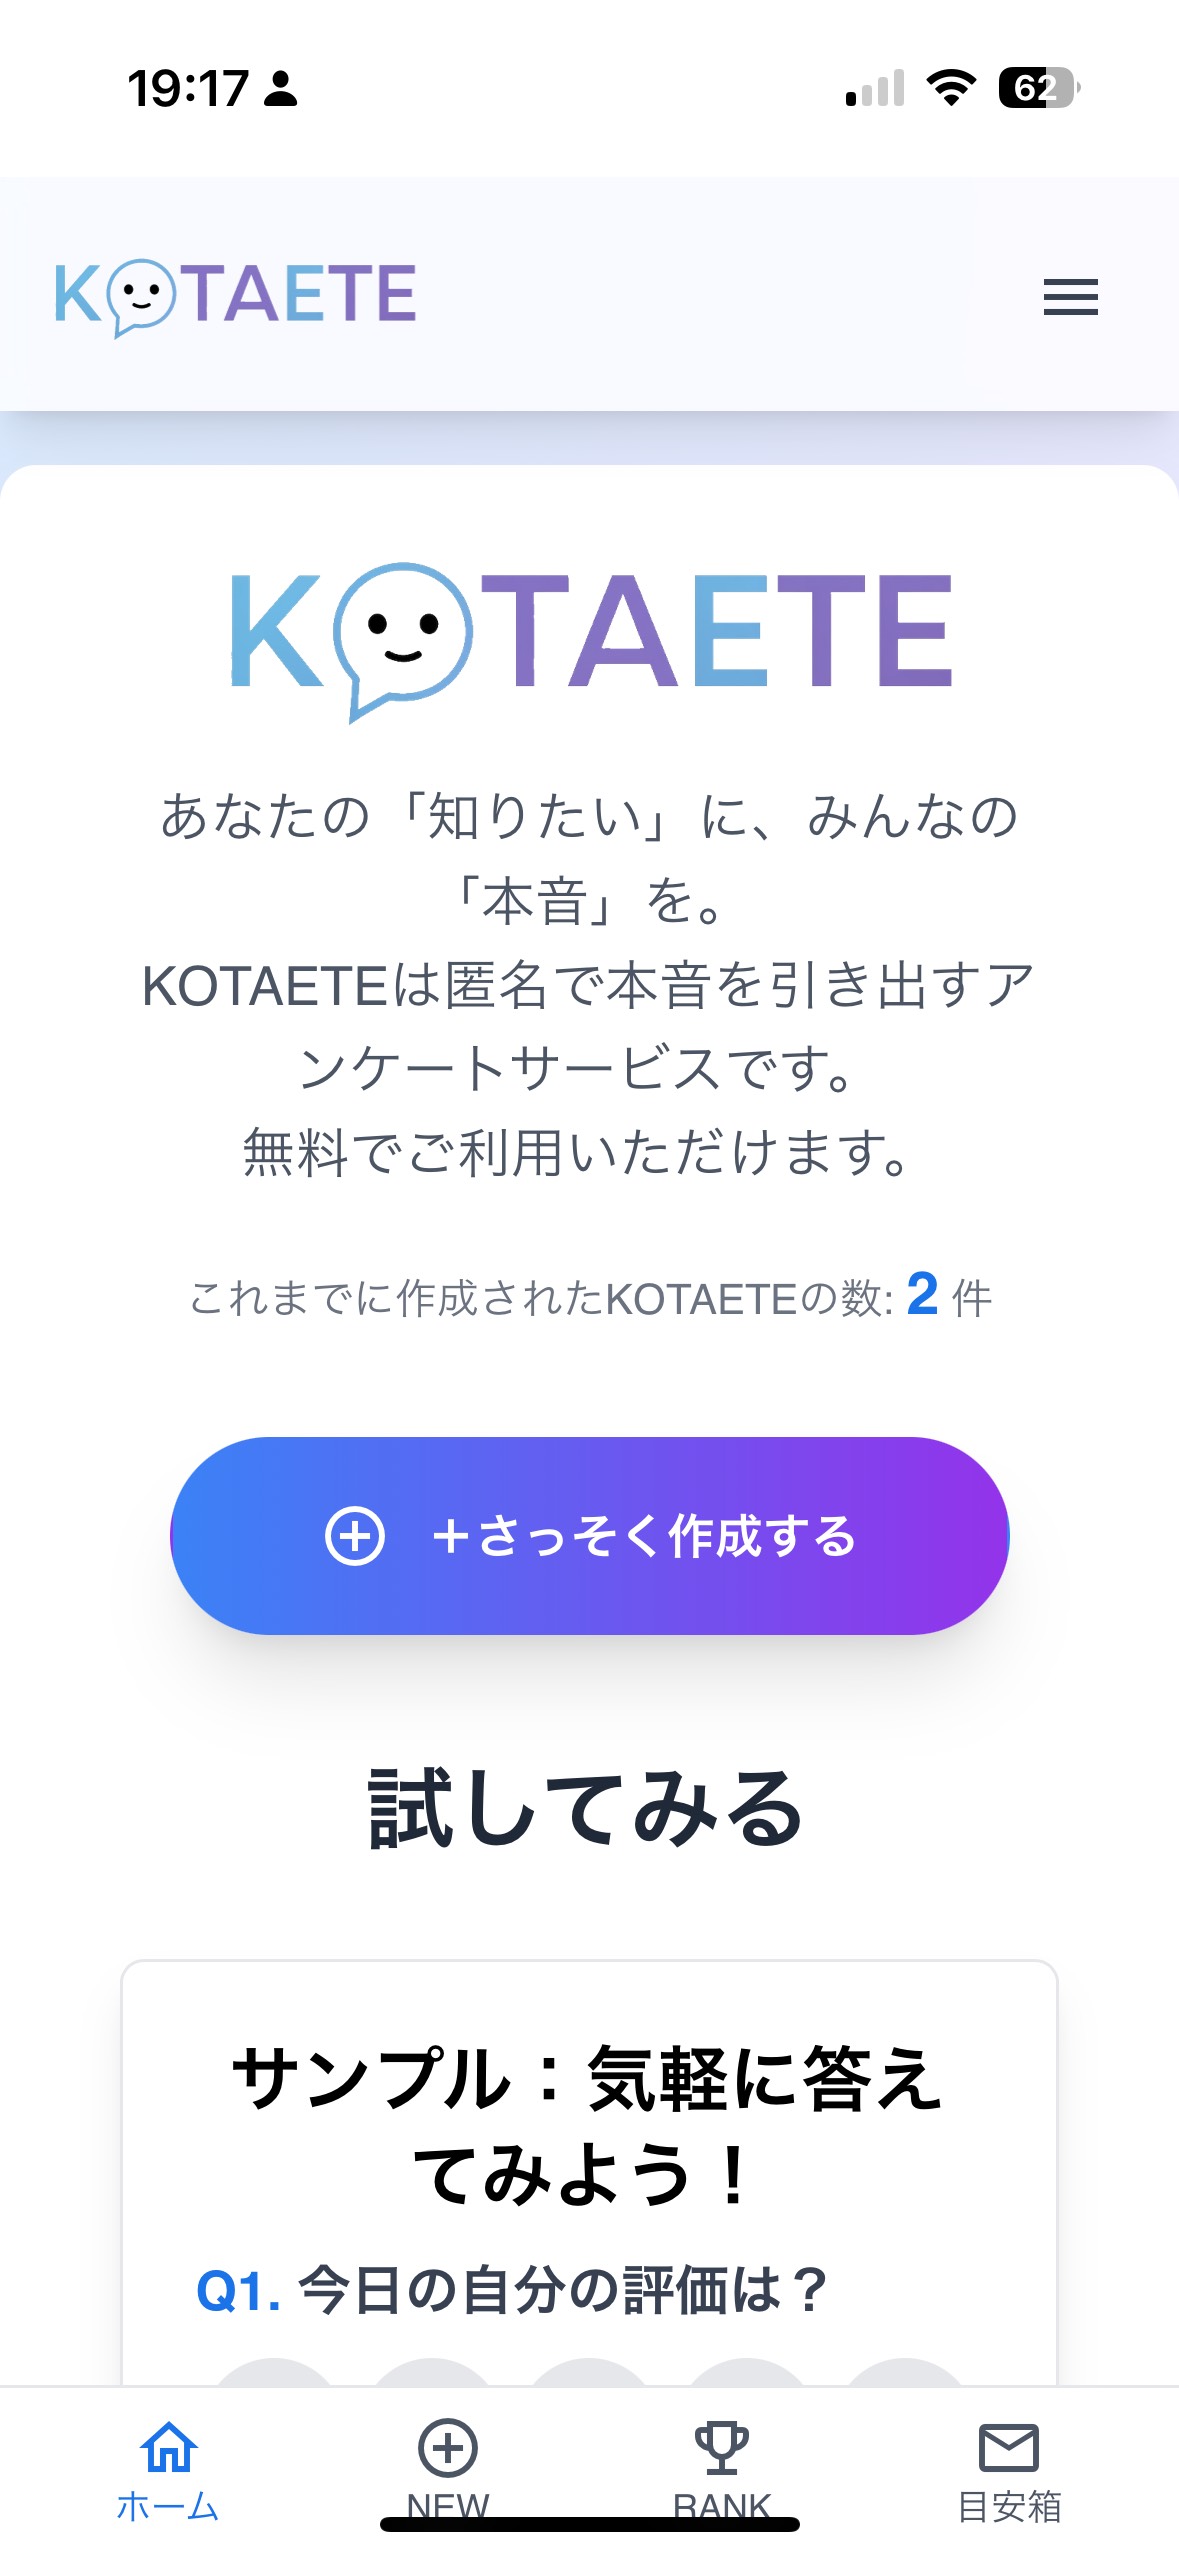 19:17
62
KOTAETE
KOTAETE
あなたの「知りたい」に、みんなの
「本音」を。
KOTAETEは匿名で本音を引き出すア
ンケートサービスです。
無料でご利用いただけます。
これまでに作成されたKOTAETEの数: 2 件
＋さっそく作成する
試してみる
サンプル：気軽に答え
てみよう！
Q1. 今日の自分の評価は？
ホーム
NEW
RANK
目安箱